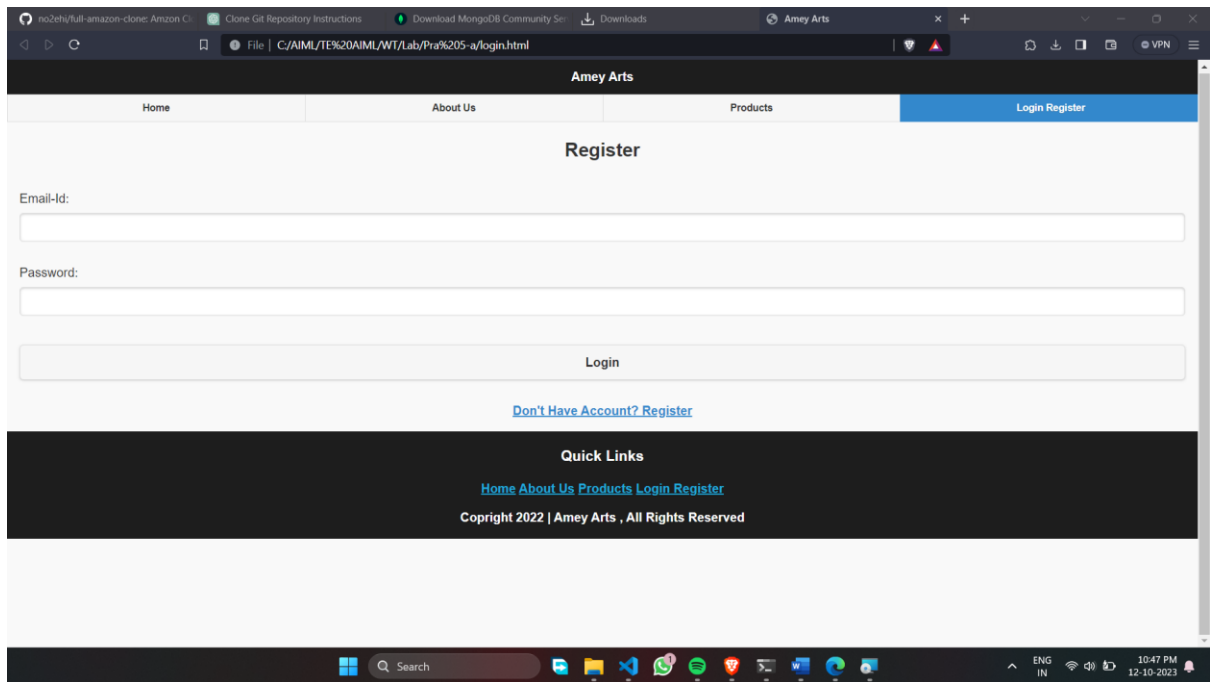 no2ehi/full-amazon-clone: Amzon Cl Clone Git Repository Instructions Download MongoDB Community Ser Downloads Amey Arts
File | C:/AIML/TE%20AIML/WT/Lab/Pra%205-a/login.html VPN
Amey Arts
Home About Us Products Login Register
Register
Email-Id:
Password:
Login
Don't Have Account? Register
Quick Links
Home About Us Products Login Register
Copright 2022 | Amey Arts , All Rights Reserved
Search ENG 10:47 PM
IN 12-10-2023